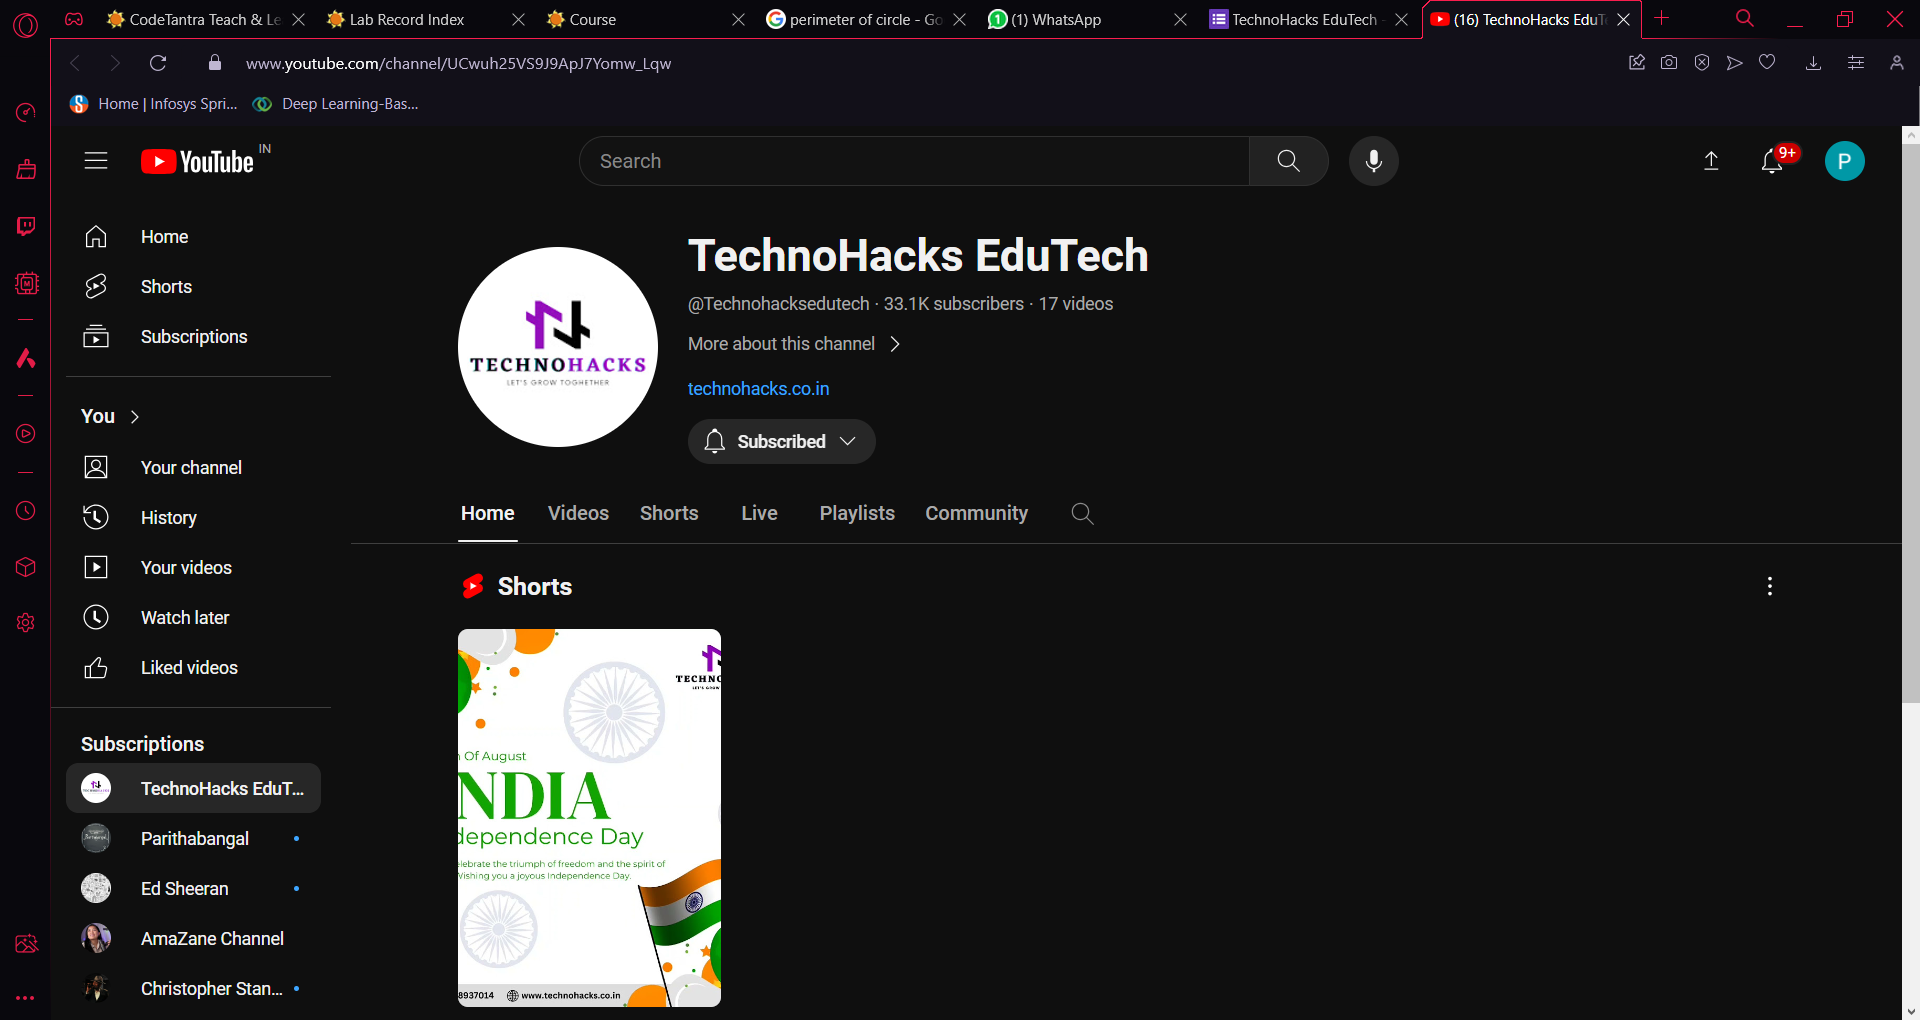 CodeTantra Teach & Le
Lab Record Index
Course
perimeter of circle - Go
(1) WhatsApp
TechnoHacks EduTech -
(16) TechnoHacks EduT
www.youtube.com/channel/UCwuh25VS9J9ApJ7Yomw_Lqw
Home | Infosys Spri...
Deep Learning-Bas...
YouTube IN
Search
9+
P
Home
Shorts
Subscriptions
You
Your channel
History
Your videos
Watch later
Liked videos
Subscriptions
TechnoHacks EduT...
Parithabangal
Ed Sheeran
AmaZane Channel
Christopher Stan...
TECHNOHACKS
LET'S GROW TOGHETHER
TechnoHacks EduTech
@Technohacksedutech · 33.1K subscribers · 17 videos
More about this channel
technohacks.co.in
Subscribed
Home Videos Shorts Live Playlists Community
Shorts
TECHNO
LET'S GROW
Of August
NDIA
dependence Day
elebrate the triumph of freedom and the spirit of
Wishing you a joyous Independence Day.
8937014 www.technohacks.co.in